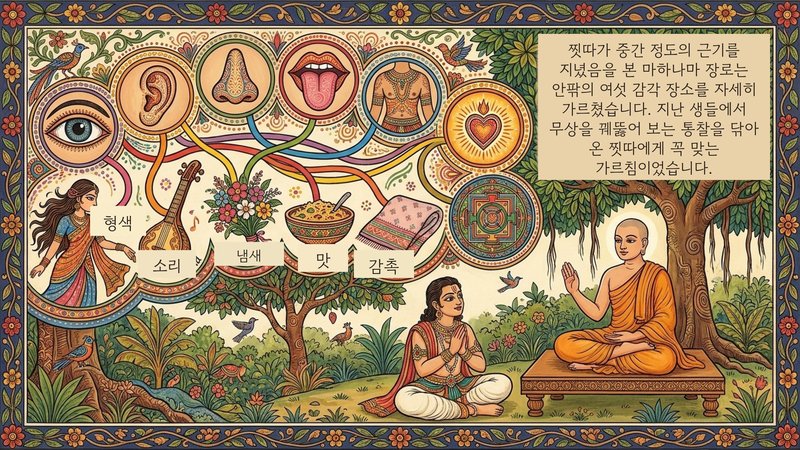 찟따가 중간 정도의 근기를
지녔음을 본 마하나마 장로는
안팎의 여섯 감각 장소를 자세히
가르쳤습니다. 지난 생들에서
무상을 꿰뚫어 보는 통찰을 닦아
온 찟따에게 꼭 맞는
가르침이었습니다.
형색
소리
냄새
맛
감촉